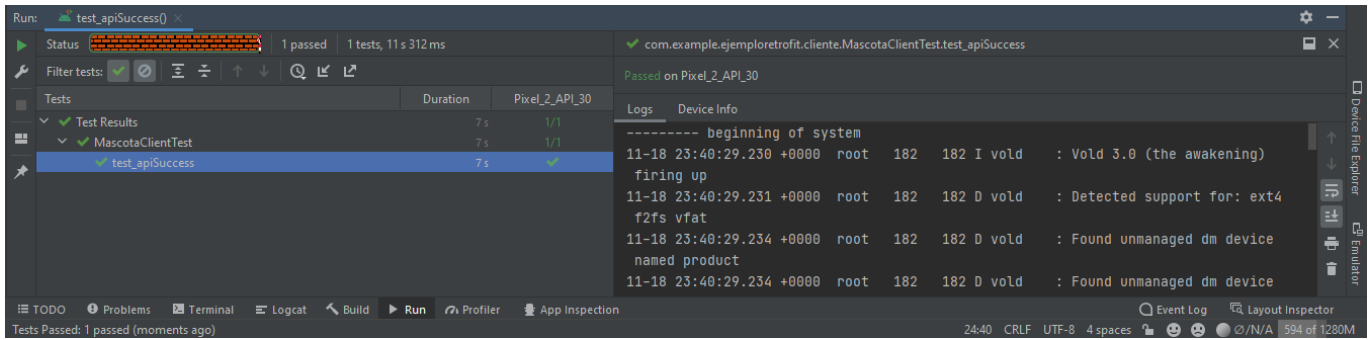 Run: test_apiSuccess()
Status 1 passed 1 tests, 11 s 312 ms
Filter tests:
Tests Duration Pixel_2_API_30
Test Results 7 s 1/1
MascotaClientTest 7 s 1/1
test_apiSuccess 7 s
com.example.ejemploretrofit.cliente.MascotaClientTest.test_apiSuccess
Passed on Pixel_2_API_30
Logs Device Info
--------- beginning of system
11-18 23:40:29.230 +0000 root 182 182 I vold : Vold 3.0 (the awakening)
firing up
11-18 23:40:29.231 +0000 root 182 182 D vold : Detected support for: ext4
f2fs vfat
11-18 23:40:29.234 +0000 root 182 182 D vold : Found unmanaged dm device
named product
11-18 23:40:29.234 +0000 root 182 182 D vold : Found unmanaged dm device
Device File Explorer
Emulator
TODO Problems Terminal Logcat Build Run Profiler App Inspection Event Log Layout Inspector
Tests Passed: 1 passed (moments ago) 24:40 CRLF UTF-8 4 spaces Ø/N/A 594 of 1280M